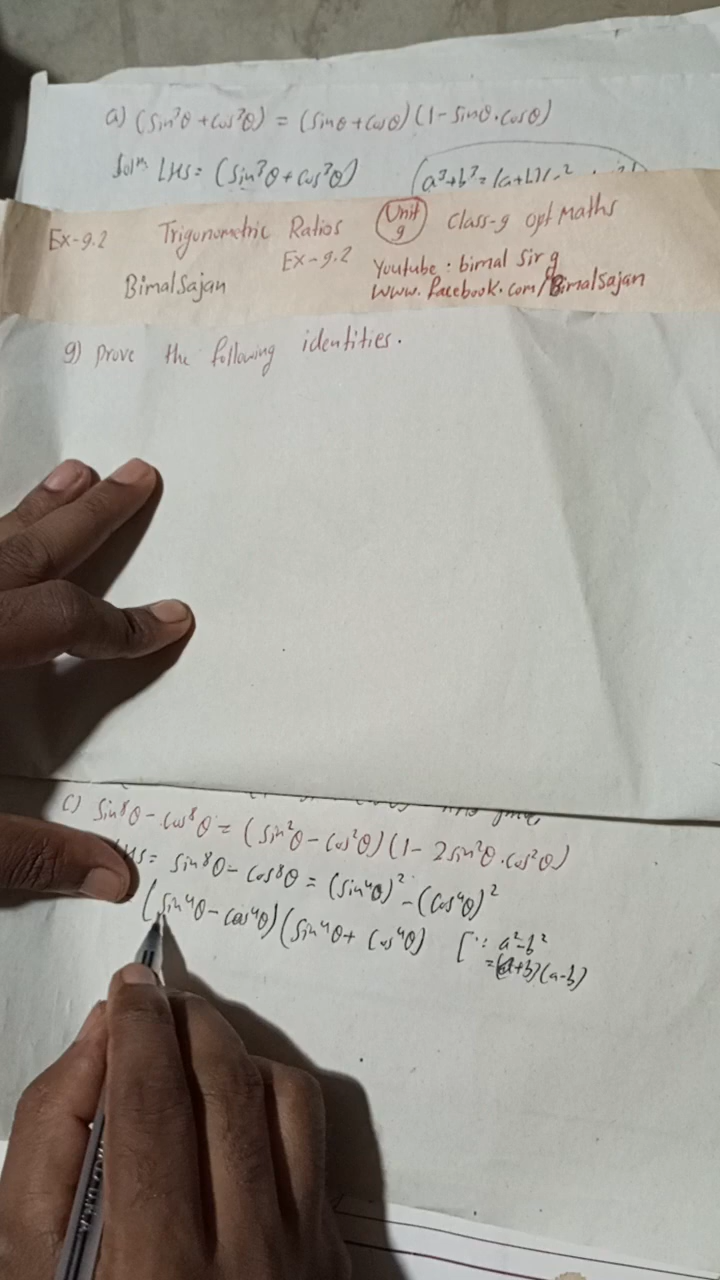 a) (Sin³θ + Cos³θ) = (Sinθ + Cosθ) (1 - Sinθ.Cosθ)
Solⁿ LHS = (Sin³θ + Cos³θ) (a³+b³ = (a+b)(
Ex-9.2 Trigonometric Ratios Unit 9 Class-9 opt Maths
Ex-9.2 Youtube : bimal sir g
BimalSajan www.facebook.com/BimalSajan
9) Prove the following identities.
c) Sin⁸θ - Cos⁸θ = (Sin²θ - Cos²θ) (1 - 2Sin²θ.Cos²θ)
LHS = Sin⁸θ - Cos⁸θ = (Sin⁴θ)² - (Cos⁴θ)²
(Sin⁴θ - Cos⁴θ) (Sin⁴θ + Cos⁴θ) [∵ a²-b²
=(a+b)(a-b)